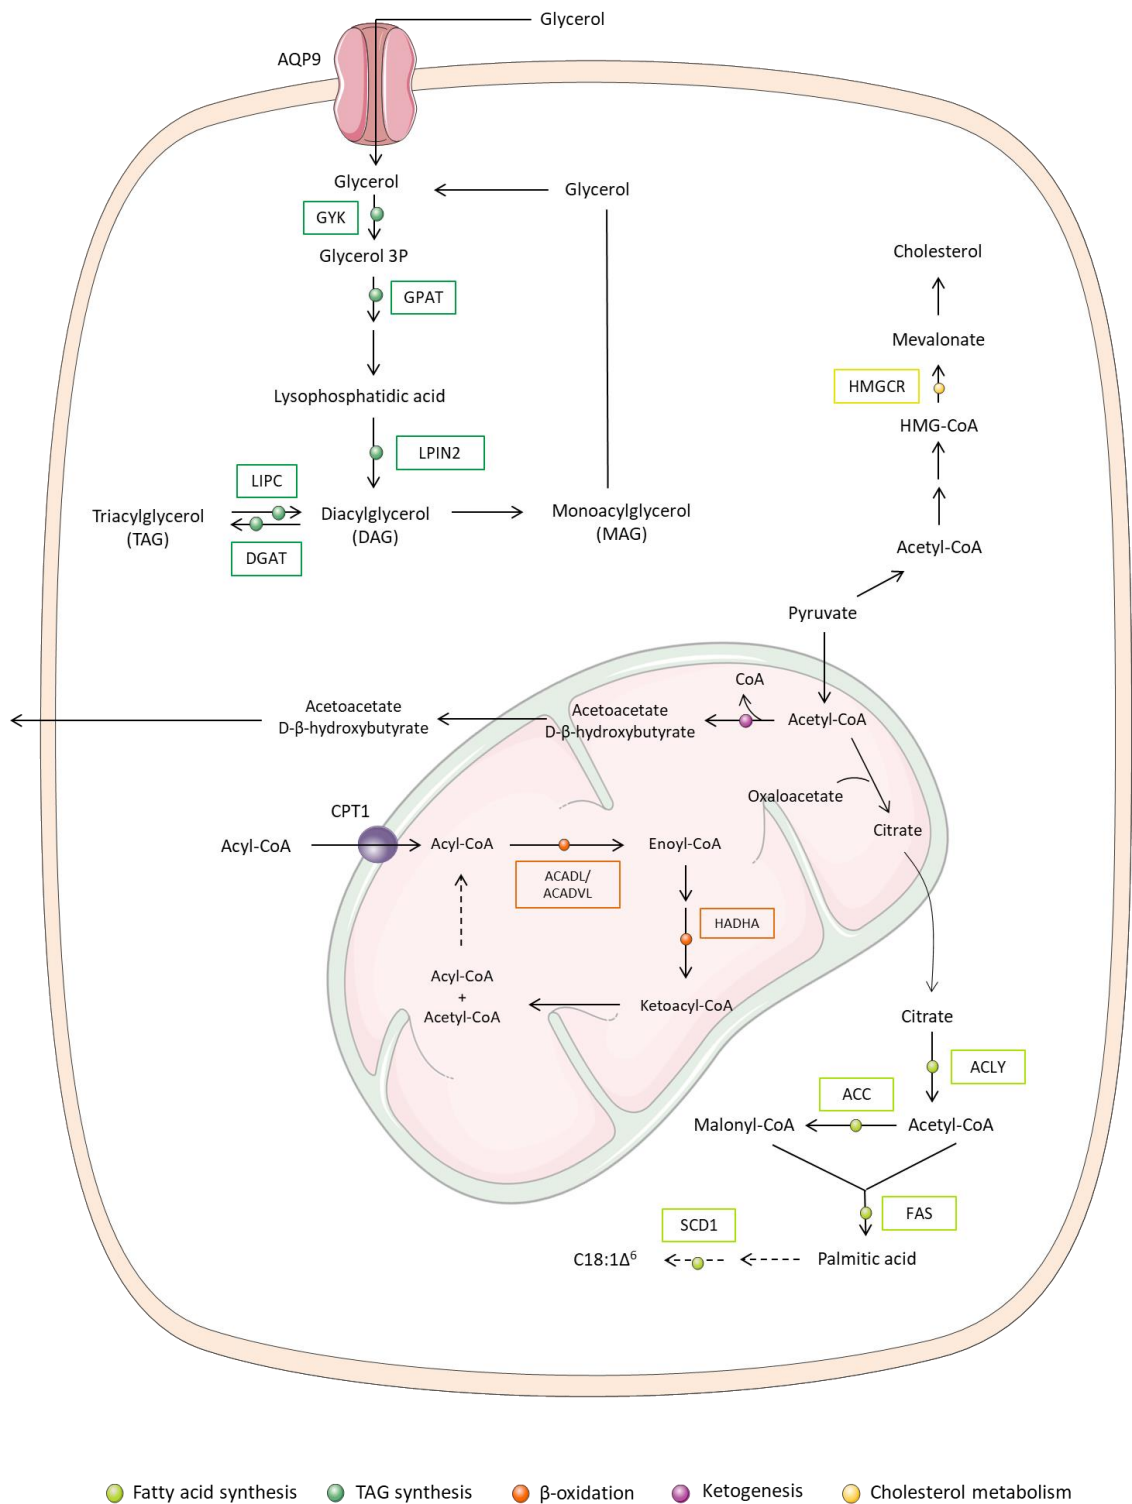 Glycerol
AQP9
Glycerol
Glycerol
GYK
Glycerol 3P
GPAT
Lysophosphatidic acid
LPIN2
LIPC
Triacylglycerol
(TAG)
Diacylglycerol
(DAG)
Monoacylglycerol
(MAG)
DGAT
Cholesterol
Mevalonate
HMGCR
HMG-CoA
Acetyl-CoA
Pyruvate
CoA
Acetyl-CoA
Acetoacetate
D-β-hydroxybutyrate
Acetoacetate
D-β-hydroxybutyrate
Oxaloacetate
Citrate
CPT1
Acyl-CoA
Acyl-CoA
Enoyl-CoA
ACADL/
ACADVL
HADHA
Acyl-CoA
+
Acetyl-CoA
Ketoacyl-CoA
Citrate
ACLY
ACC
Malonyl-CoA
Acetyl-CoA
FAS
SCD1
C18:1Δ⁶
Palmitic acid
Fatty acid synthesis
TAG synthesis
β-oxidation
Ketogenesis
Cholesterol metabolism